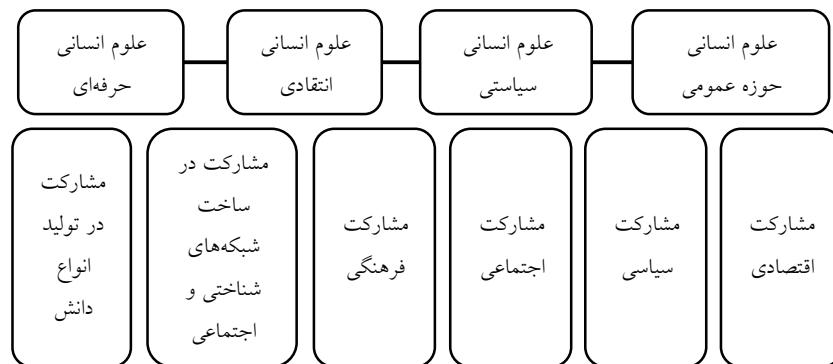 علوم انسانی
حوزه عمومی
علوم انسانی
سیاستی
علوم انسانی
انتقادی
علوم انسانی
حرفه‌ای
مشارکت
اقتصادی
مشارکت
سیاسی
مشارکت
اجتماعی
مشارکت
فرهنگی
مشارکت در
ساخت
شبکه‌های
شناختی و
اجتماعی
مشارکت
در تولید
انواع
دانش